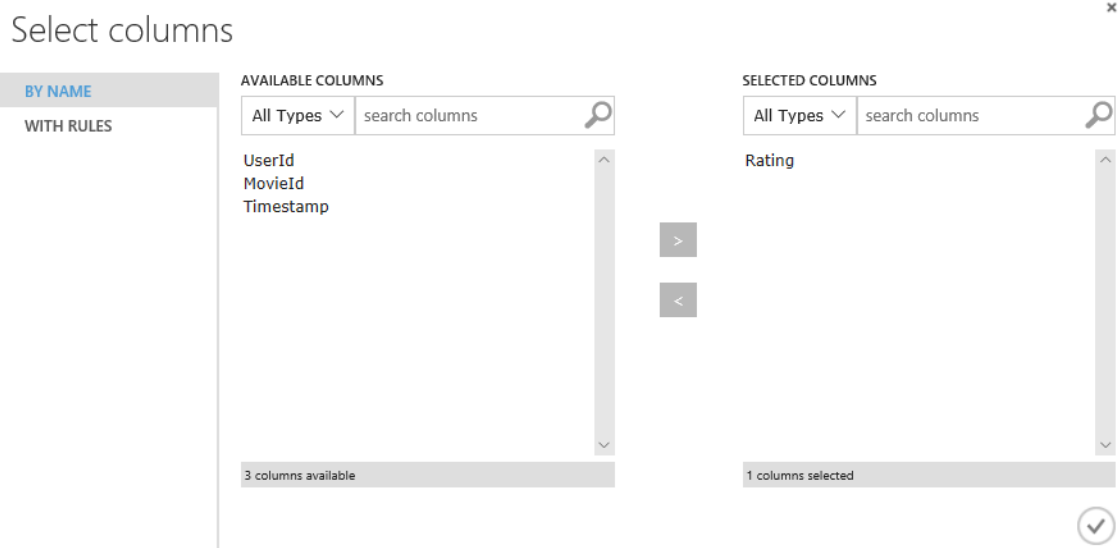 Select columns
BY NAME
WITH RULES
AVAILABLE COLUMNS
All Types search columns
UserId
MovieId
Timestamp
3 columns available
>
<
SELECTED COLUMNS
All Types search columns
Rating
1 columns selected